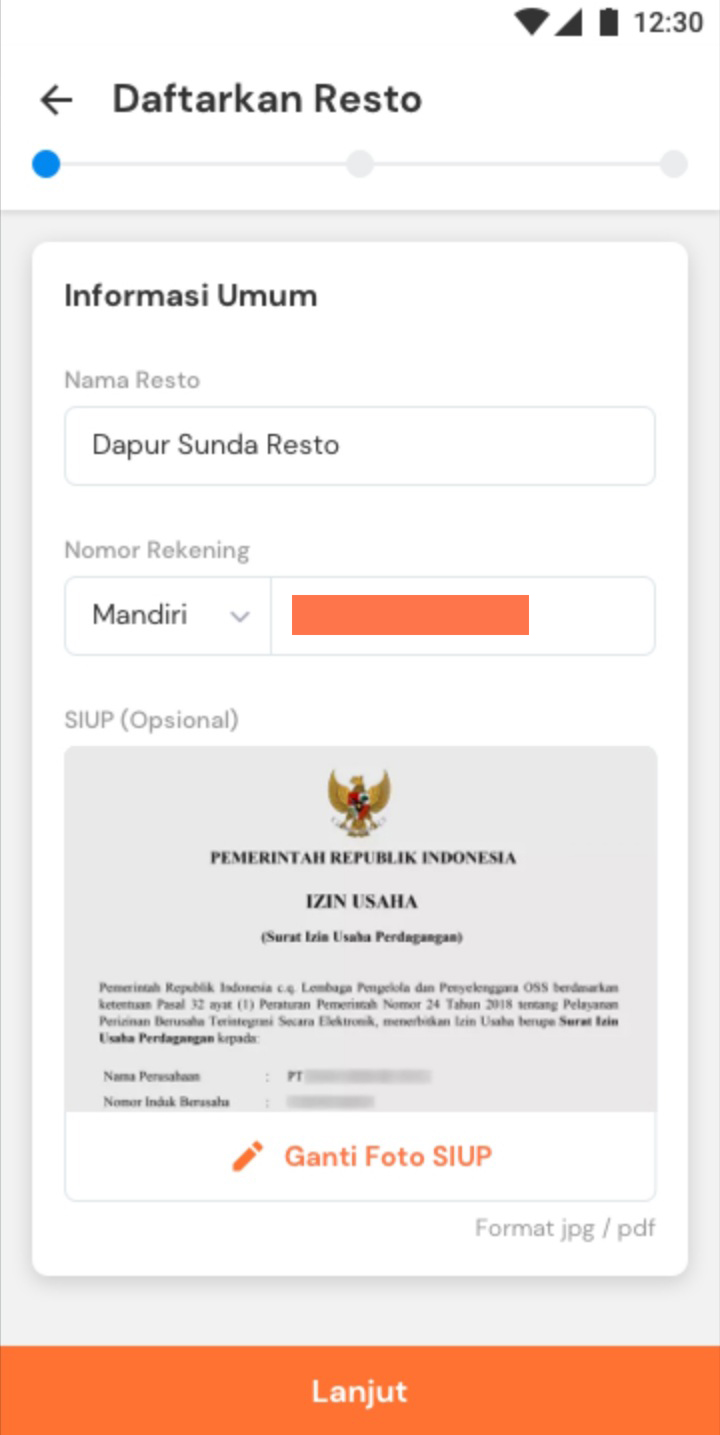 12:30
Daftarkan Resto
Informasi Umum
Nama Resto
Dapur Sunda Resto
Nomor Rekening
Mandiri
SIUP (Opsional)
PEMERINTAH REPUBLIK INDONESIA
IZIN USAHA
(Surat Izin Usaha Perdagangan)
Pemerintah Republik Indonesia c.q. Lembaga Pengelola dan Penyelenggara OSS berdasarkan
ketentuan Pasal 32 ayat (1) Peraturan Pemerintah Nomor 24 Tahun 2018 tentang Pelayanan
Perizinan Berusaha Terintegrasi Secara Elektronik, menerbitkan Izin Usaha berupa Surat Izin
Usaha Perdagangan kepada:
Nama Perusahaan : PT
Nomor Induk Berusaha :
Ganti Foto SIUP
Format jpg / pdf
Lanjut